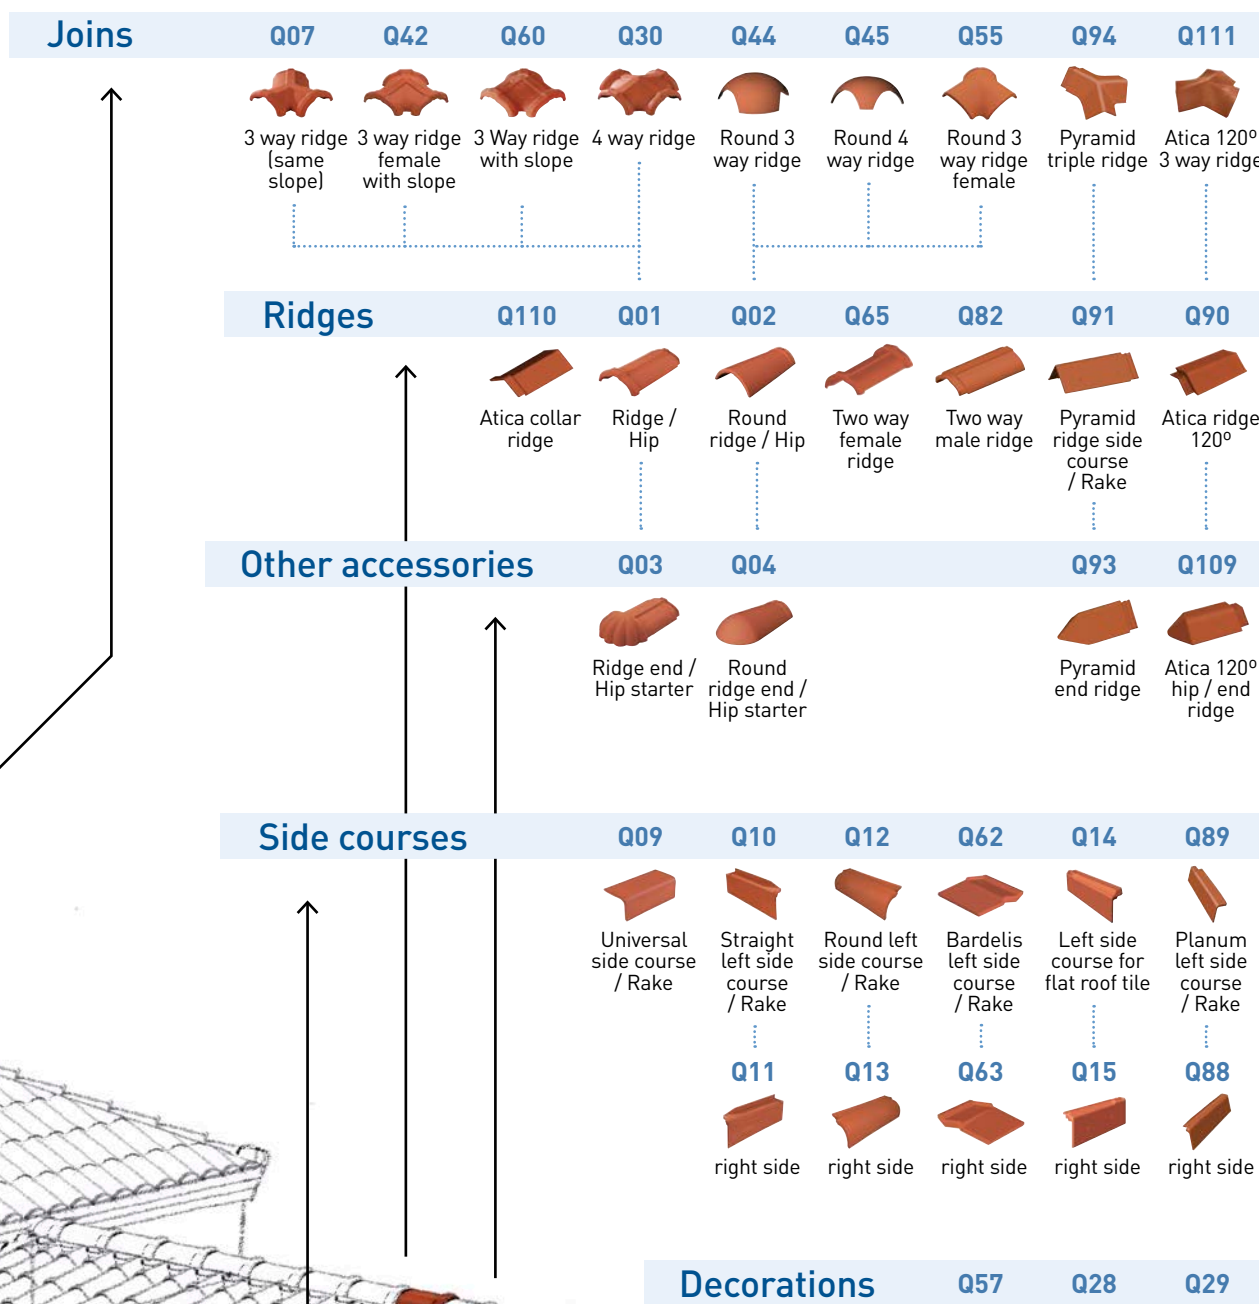 Joins Q07 Q42 Q60 Q30 Q44 Q45 Q55 Q94 Q111
3 way ridge (same slope)
3 way ridge female with slope
3 Way ridge with slope
4 way ridge
Round 3 way ridge
Round 4 way ridge
Round 3 way ridge female
Pyramid triple ridge
Atica 120º 3 way ridge
Ridges Q110 Q01 Q02 Q65 Q82 Q91 Q90
Atica collar ridge
Ridge / Hip
Round ridge / Hip
Two way female ridge
Two way male ridge
Pyramid ridge side course / Rake
Atica ridge 120º
Other accessories Q03 Q04 Q93 Q109
Ridge end / Hip starter
Round ridge end / Hip starter
Pyramid end ridge
Atica 120º hip / end ridge
Side courses Q09 Q10 Q12 Q62 Q14 Q89
Universal side course / Rake
Straight left side course / Rake
Round left side course / Rake
Bardelis left side course / Rake
Left side course for flat roof tile
Planum left side course / Rake
Q11 Q13 Q63 Q15 Q88
right side right side right side right side right side
Decorations Q57 Q28 Q29